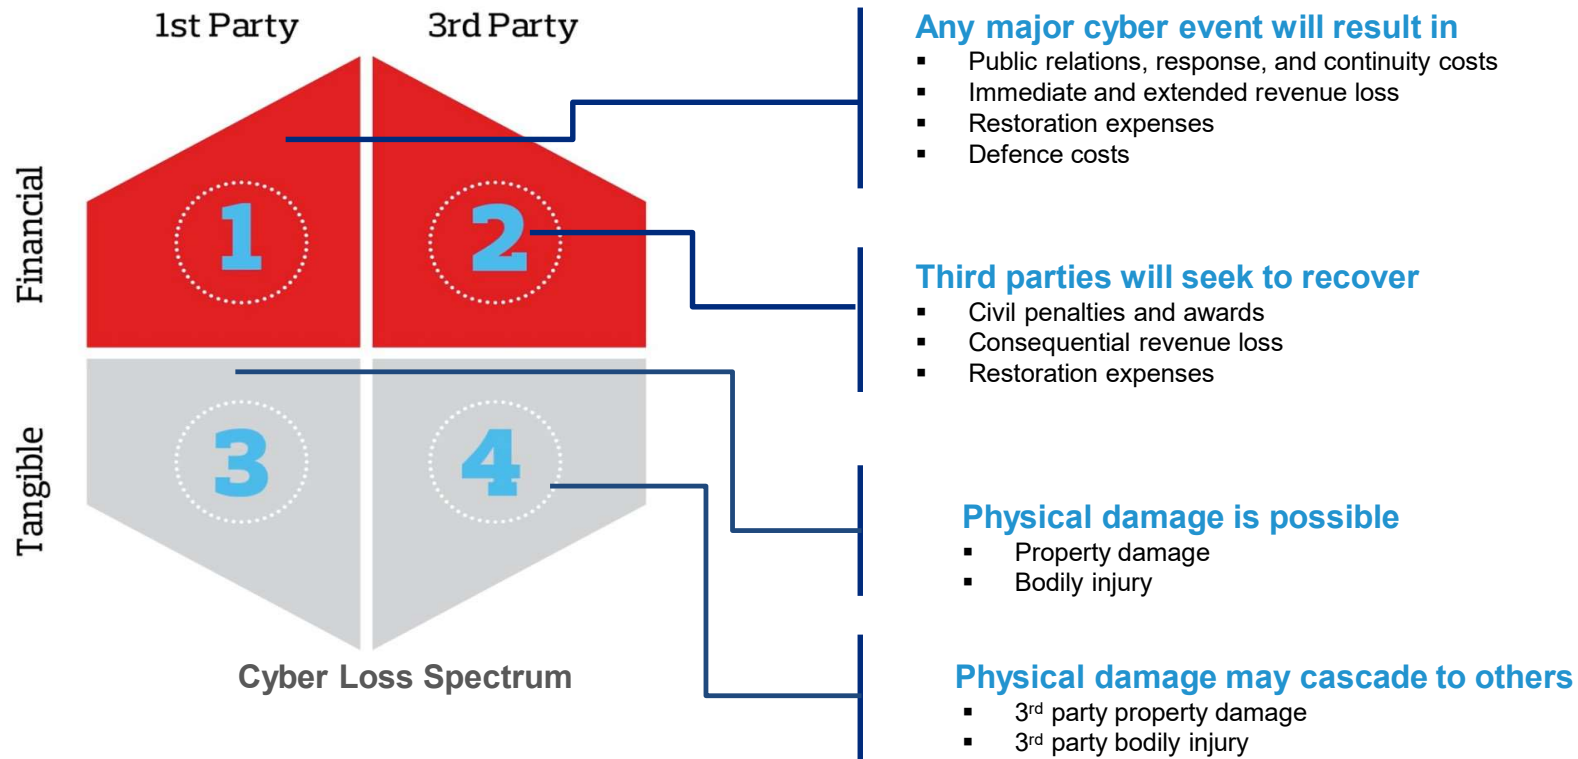 1st Party
3rd Party
Financial
Tangible
1
2
3
4
Cyber Loss Spectrum
Any major cyber event will result in
▪ Public relations, response, and continuity costs
▪ Immediate and extended revenue loss
▪ Restoration expenses
▪ Defence costs
Third parties will seek to recover
▪ Civil penalties and awards
▪ Consequential revenue loss
▪ Restoration expenses
Physical damage is possible
▪ Property damage
▪ Bodily injury
Physical damage may cascade to others
▪ 3rd party property damage
▪ 3rd party bodily injury